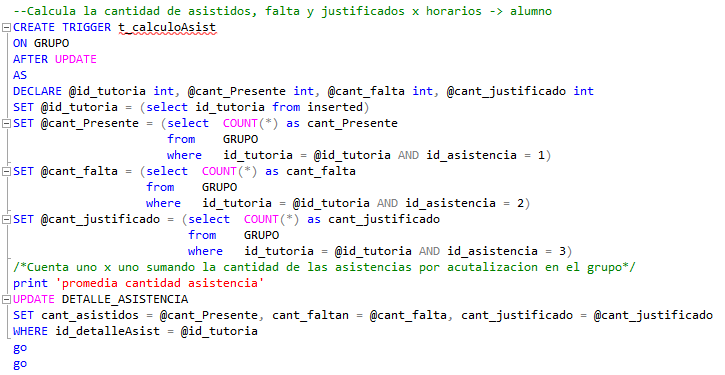 --Calcula la cantidad de asistidos, falta y justificados x horarios -> alumno
CREATE TRIGGER t_calculoAsist
ON GRUPO
AFTER UPDATE
AS
DECLARE @id_tutoria int, @cant_Presente int, @cant_falta int, @cant_justificado int
SET @id_tutoria = (select id_tutoria from inserted)
SET @cant_Presente = (select  COUNT(*) as cant_Presente
from    GRUPO
where   id_tutoria = @id_tutoria AND id_asistencia = 1)
SET @cant_falta = (select  COUNT(*) as cant_falta
from    GRUPO
where   id_tutoria = @id_tutoria AND id_asistencia = 2)
SET @cant_justificado = (select  COUNT(*) as cant_justificado
from    GRUPO
where   id_tutoria = @id_tutoria AND id_asistencia = 3)
/*Cuenta uno x uno sumando la cantidad de las asistencias por acutalizacion en el grupo*/
print 'promedia cantidad asistencia'
UPDATE DETALLE_ASISTENCIA
SET cant_asistidos = @cant_Presente, cant_faltan = @cant_falta, cant_justificado = @cant_justificado
WHERE id_detalleAsist = @id_tutoria
go
go